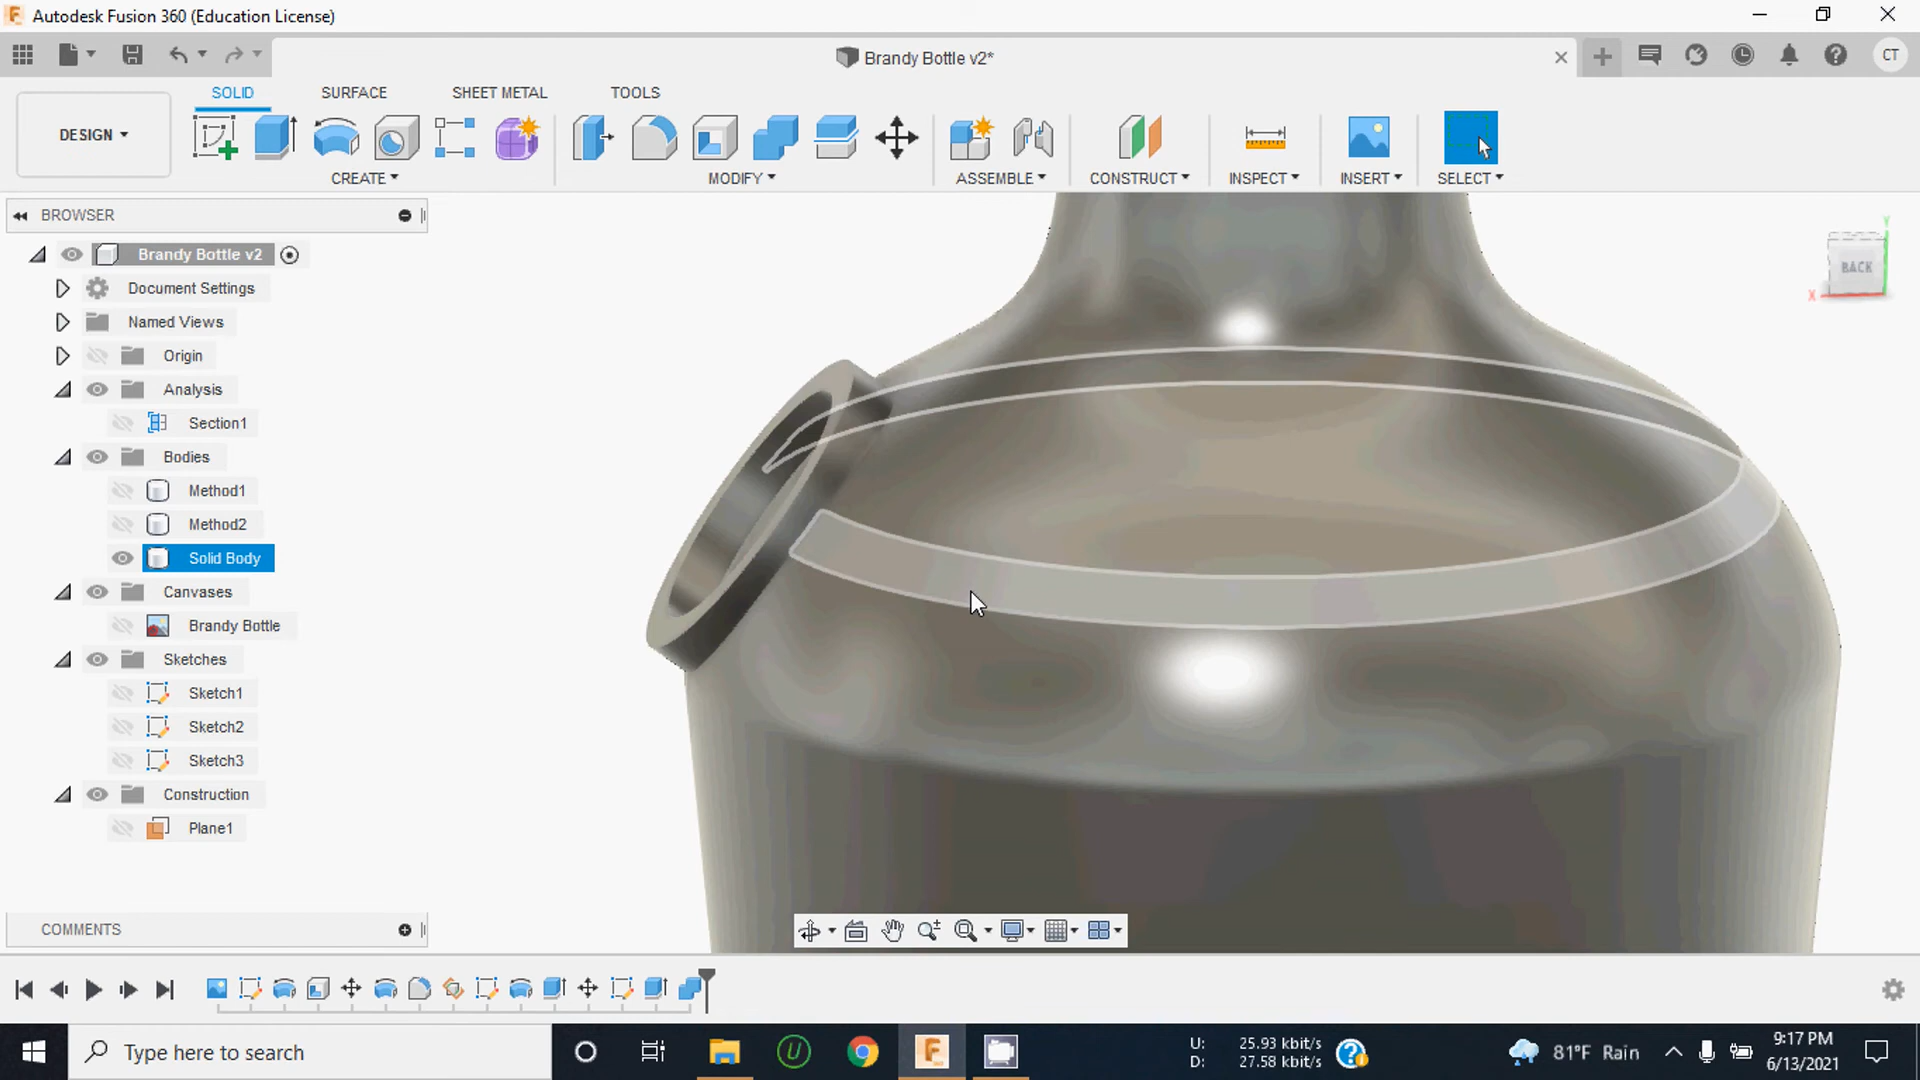 Autodesk Fusion 360 (Education License)
Brandy Bottle v2*
CT
DESIGN
SOLID
SURFACE
SHEET METAL
TOOLS
CREATE
MODIFY
ASSEMBLE
CONSTRUCT
INSPECT
INSERT
SELECT
BROWSER
Brandy Bottle v2
Document Settings
Named Views
Origin
Analysis
Section1
Bodies
Method1
Method2
Solid Body
Canvases
Brandy Bottle
Sketches
Sketch1
Sketch2
Sketch3
Construction
Plane1
Y
BACK
X
COMMENTS
Type here to search
U: 25.93 kbit/s
D: 27.58 kbit/s
81°F Rain
9:17 PM
6/13/2021